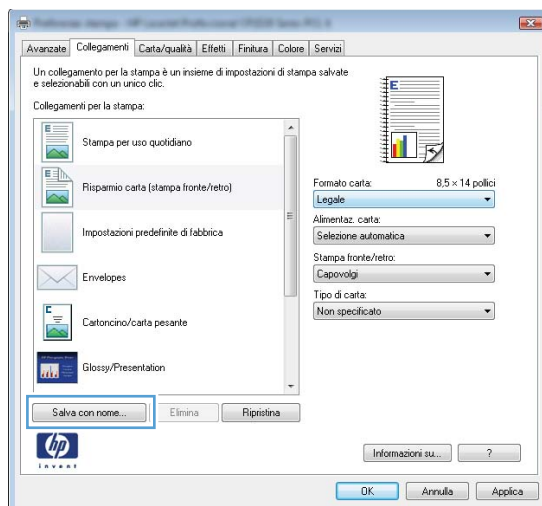 Avanzate Collegamenti Carta/qualità Effetti Finitura Colore Servizi
Un collegamento per la stampa è un insieme di impostazioni di stampa salvate
e selezionabili con un unico clic.
Collegamenti per la stampa:
Stampa per uso quotidiano
Risparmio carta (stampa fronte/retro)
Impostazioni predefinite di fabbrica
Envelopes
Cartoncino/carta pesante
Glossy/Presentation
Salva con nome... Elimina Ripristina
E
Formato carta: 8,5 × 14 pollici
Legale
Alimentaz. carta:
Selezione automatica
Stampa fronte/retro:
Capovolgi
Tipo di carta:
Non specificato
hp
invent
Informazioni su... ?
OK Annulla Applica